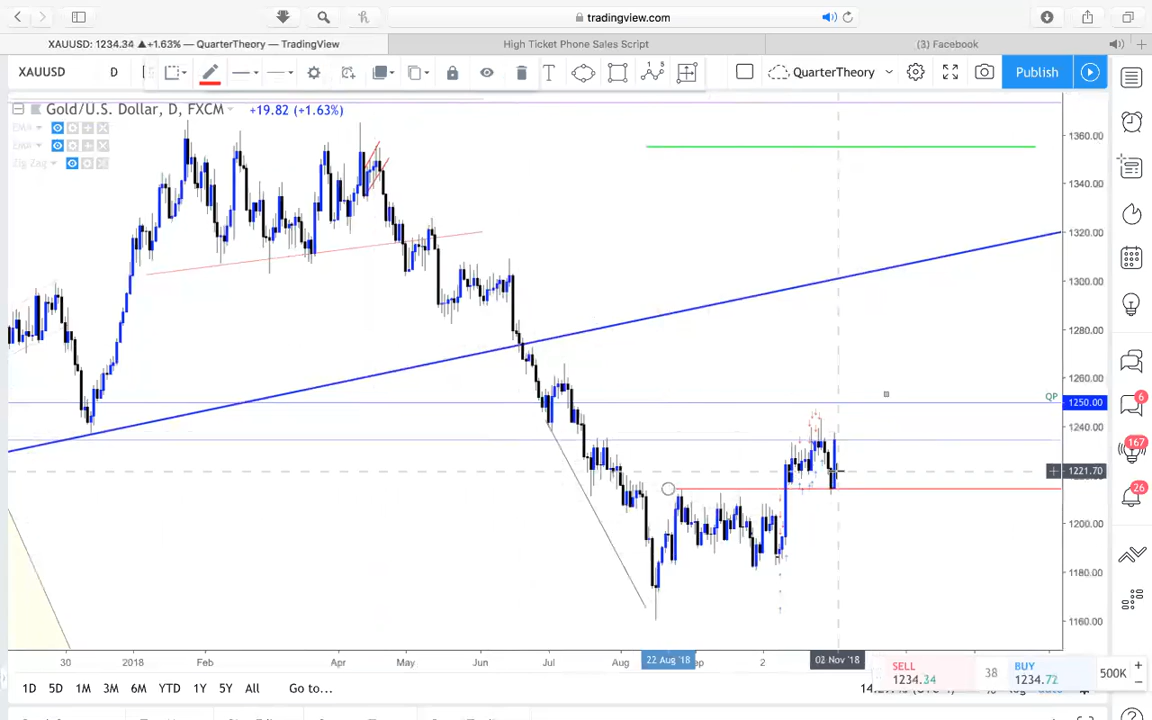 tradingview.com
XAUUSD: 1234.34 ▲+1.63% — QuarterTheory — TradingView
High Ticket Phone Sales Script
(3) Facebook
XAUUSD
D
QuarterTheory
Publish
Gold/U.S. Dollar, D, FXCM
+19.82 (+1.63%)
EMA
EMA
Zig Zag
1360.00
1340.00
1320.00
1300.00
1280.00
1260.00
QP
1250.00
1240.00
1221.70
1200.00
1180.00
1160.00
6
167
26
30
2018
Feb
Apr
May
Jun
Jul
Aug
22 Aug '18
2
02 Nov '18
SELL
1234.34
38
BUY
1234.72
500K
1D
5D
1M
3M
6M
YTD
1Y
5Y
All
Go to...